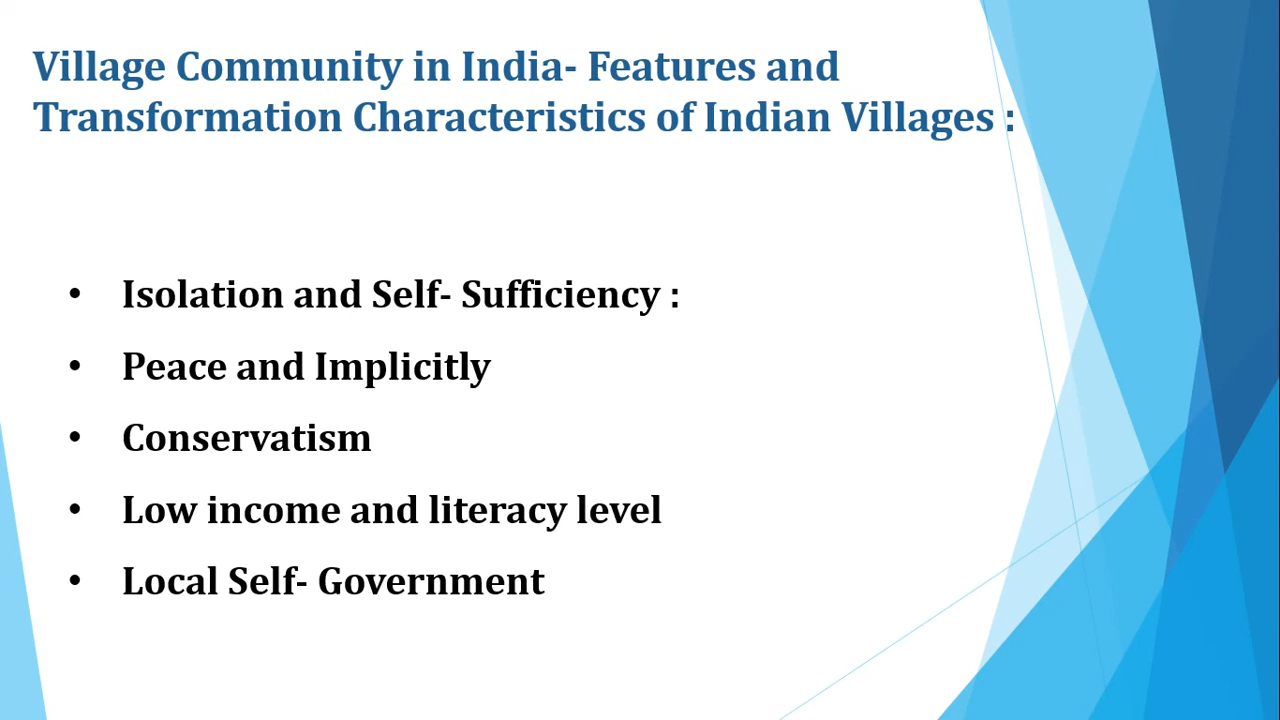 Village Community in India- Features and
Transformation Characteristics of Indian Villages :
• Isolation and Self- Sufficiency :
• Peace and Implicitly
• Conservatism
• Low income and literacy level
• Local Self- Government